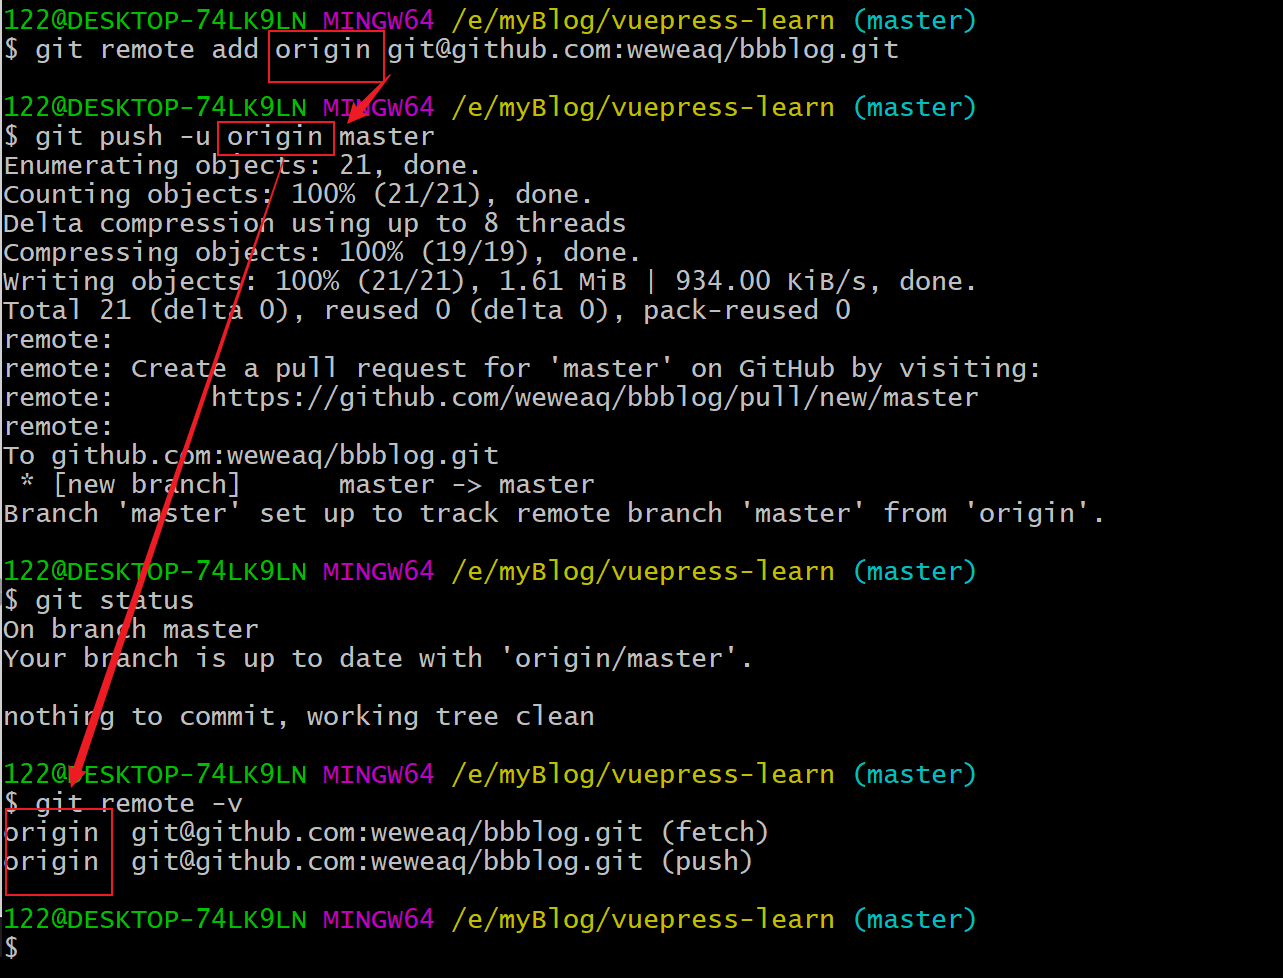 122@DESKTOP-74LK9LN MINGW64 /e/myBlog/vuepress-learn (master)
$ git remote add origin git@github.com:weweaq/bbblog.git
122@DESKTOP-74LK9LN MINGW64 /e/myBlog/vuepress-learn (master)
$ git push -u origin master
Enumerating objects: 21, done.
Counting objects: 100% (21/21), done.
Delta compression using up to 8 threads
Compressing objects: 100% (19/19), done.
Writing objects: 100% (21/21), 1.61 MiB | 934.00 KiB/s, done.
Total 21 (delta 0), reused 0 (delta 0), pack-reused 0
remote:
remote: Create a pull request for 'master' on GitHub by visiting:
remote:      https://github.com/weweaq/bbblog/pull/new/master
remote:
To github.com:weweaq/bbblog.git
 * [new branch]      master -> master
Branch 'master' set up to track remote branch 'master' from 'origin'.
122@DESKTOP-74LK9LN MINGW64 /e/myBlog/vuepress-learn (master)
$ git status
On branch master
Your branch is up to date with 'origin/master'.
nothing to commit, working tree clean
122@DESKTOP-74LK9LN MINGW64 /e/myBlog/vuepress-learn (master)
$ git remote -v
origin  git@github.com:weweaq/bbblog.git (fetch)
origin  git@github.com:weweaq/bbblog.git (push)
122@DESKTOP-74LK9LN MINGW64 /e/myBlog/vuepress-learn (master)
$